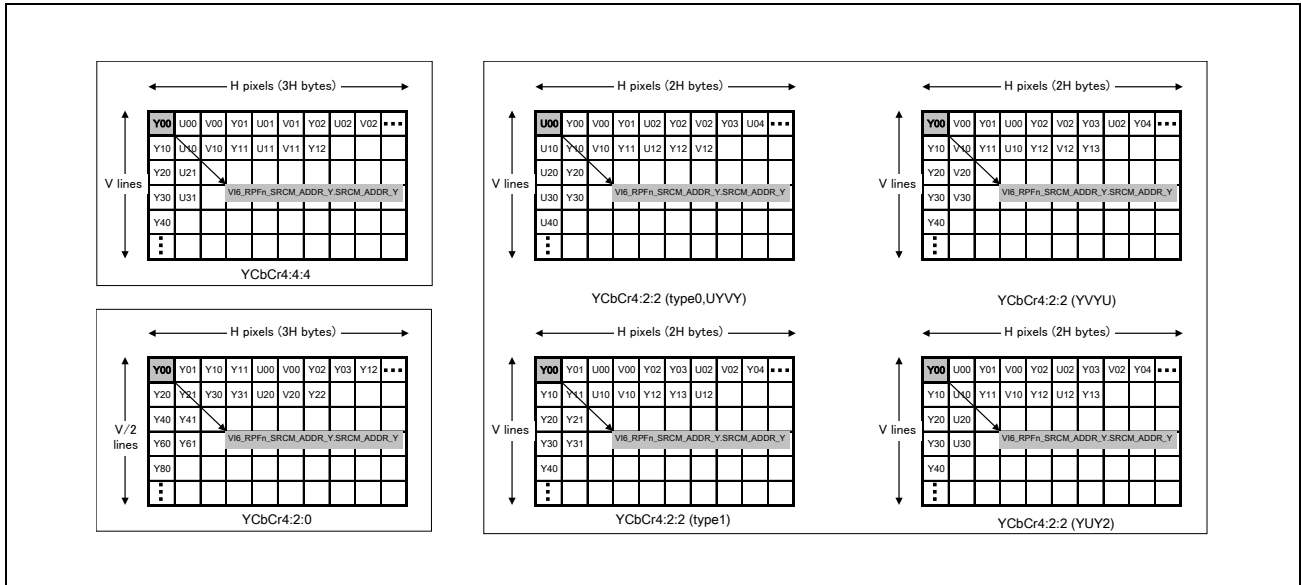 H pixels (3H bytes)
V lines
Y00 U00 V00 Y01 U01 V01 Y02 U02 V02 ▪▪▪
Y10 U10 V10 Y11 U11 V11 Y12
Y20 U21
VI6_RPFn_SRCM_ADDR_Y.SRCM_ADDR_Y
Y30 U31
Y40
YCbCr4:4:4
H pixels (2H bytes)
V lines
U00 Y00 V00 Y01 U02 Y02 V02 Y03 U04 ▪▪▪
U10 Y10 V10 Y11 U12 Y12 V12
U20 Y20
VI6_RPFn_SRCM_ADDR_Y.SRCM_ADDR_Y
U30 Y30
U40
YCbCr4:2:2 (type0,UYVY)
H pixels (2H bytes)
V lines
Y00 V00 Y01 U00 Y02 V02 Y03 U02 Y04 ▪▪▪
Y10 V10 Y11 U10 Y12 V12 Y13
Y20 V20
VI6_RPFn_SRCM_ADDR_Y.SRCM_ADDR_Y
Y30 V30
Y40
YCbCr4:2:2 (YVYU)
H pixels (3H bytes)
V/2
lines
Y00 Y01 Y10 Y11 U00 V00 Y02 Y03 Y12 ▪▪▪
Y20 Y21 Y30 Y31 U20 V20 Y22
Y40 Y41
VI6_RPFn_SRCM_ADDR_Y.SRCM_ADDR_Y
Y60 Y61
Y80
YCbCr4:2:0
H pixels (2H bytes)
V lines
Y00 Y01 U00 V00 Y02 Y03 U02 V02 Y04 ▪▪▪
Y10 Y11 U10 V10 Y12 Y13 U12
Y20 Y21
VI6_RPFn_SRCM_ADDR_Y.SRCM_ADDR_Y
Y30 Y31
Y40
YCbCr4:2:2 (type1)
H pixels (2H bytes)
V lines
Y00 U00 Y01 V00 Y02 U02 Y03 V02 Y04 ▪▪▪
Y10 U10 Y11 V10 Y12 U12 Y13
Y20 U20
VI6_RPFn_SRCM_ADDR_Y.SRCM_ADDR_Y
Y30 U30
Y40
YCbCr4:2:2 (YUY2)